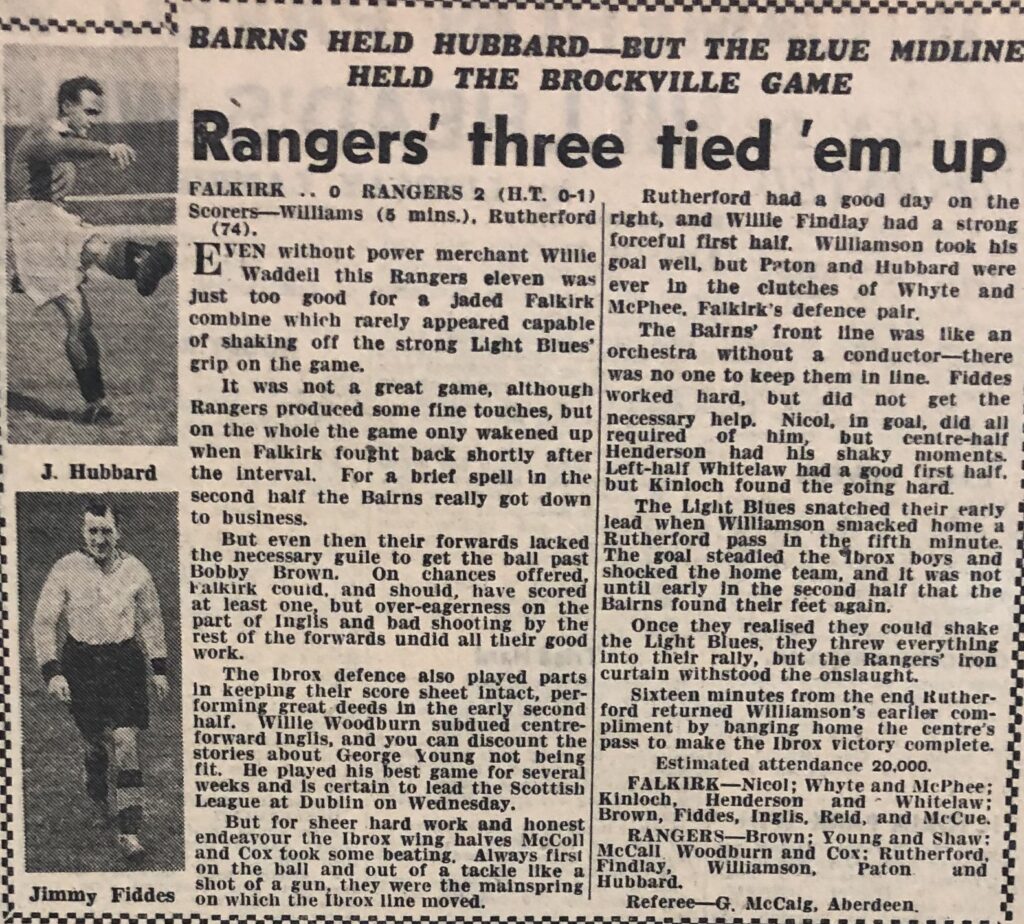 BAIRNS HELD HUBBARD—BUT THE BLUE MIDLINE
HELD THE BROCKVILLE GAME
Rangers' three tied 'em up
J. Hubbard
Jimmy Fiddes
FALKIRK .. 0 RANGERS 2 (H.T. 0-1)
Scorers—Williams (5 mins.), Rutherford
(74).
EVEN without power merchant Willie
Waddell this Rangers eleven was
just too good for a jaded Falkirk
combine which rarely appeared capable
of shaking off the strong Light Blues'
grip on the game.
It was not a great game, although
Rangers produced some fine touches, but
on the whole the game only wakened up
when Falkirk fought back shortly after
the interval. For a brief spell in the
second half the Bairns really got down
to business.
But even then their forwards lacked
the necessary guile to get the ball past
Bobby Brown. On chances offered,
Falkirk could, and should, have scored
at least one, but over-eagerness on the
part of Inglis and bad shooting by the
rest of the forwards undid all their good
work.
The Ibrox defence also played parts
in keeping their score sheet intact, per-
forming great deeds in the early second
half. Willie Woodburn subdued centre-
forward Inglis, and you can discount the
stories about George Young not being
fit. He played his best game for several
weeks and is certain to lead the Scottish
League at Dublin on Wednesday.
But for sheer hard work and honest
endeavour the Ibrox wing halves McColl
and Cox took some beating. Always first
on the ball and out of a tackle like a
shot of a gun, they were the mainspring
on which the Ibrox line moved.
Rutherford had a good day on the
right, and Willie Findlay had a strong
forceful first half. Williamson took his
goal well, but Paton and Hubbard were
ever in the clutches of Whyte and
McPhee, Falkirk's defence pair.
The Bairns' front line was like an
orchestra without a conductor—there
was no one to keep them in line. Fiddes
worked hard, but did not get the
necessary help. Nicol, in goal, did all
required of him, but centre-half
Henderson had his shaky moments.
Left-half Whitelaw had a good first half,
but Kinloch found the going hard.
The Light Blues snatched their early
lead when Williamson smacked home a
Rutherford pass in the fifth minute.
The goal steadied the Ibrox boys and
shocked the home team, and it was not
until early in the second half that the
Bairns found their feet again.
Once they realised they could shake
the Light Blues, they threw everything
into their rally, but the Rangers' iron
curtain withstood the onslaught.
Sixteen minutes from the end Ruther-
ford returned Williamson's earlier com-
pliment by banging home the centre's
pass to make the Ibrox victory complete.
Estimated attendance 20,000.
FALKIRK—Nicol; Whyte and McPhee;
Kinloch, Henderson and Whitelaw;
Brown, Fiddes, Inglis, Reid, and McCue.
RANGERS—Brown; Young and Shaw;
McCall Woodburn and Cox; Rutherford,
Findlay, Williamson, Paton and
Hubbard.
Referee—G. McCaig, Aberdeen.